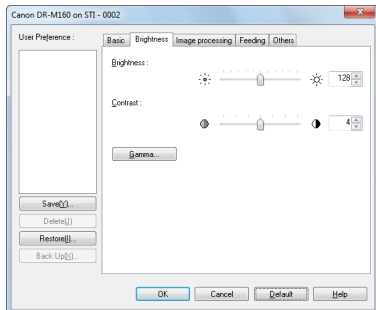 Canon DR-M160 on STI - 0002
User Preference :
Basic Brightness Image processing Feeding Others
Brightness :
128
Contrast :
4
Gamma...
Save(Y)...
Delete(J)
Restore(I)...
Back Up(X)...
OK Cancel Default Help